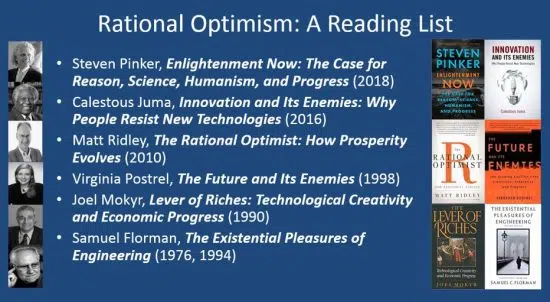 Rational Optimism: A Reading List
• Steven Pinker, Enlightenment Now: The Case for
Reason, Science, Humanism, and Progress (2018)
• Calestous Juma, Innovation and Its Enemies: Why
People Resist New Technologies (2016)
• Matt Ridley, The Rational Optimist: How Prosperity
Evolves (2010)
• Virginia Postrel, The Future and Its Enemies (1998)
• Joel Mokyr, Lever of Riches: Technological Creativity
and Economic Progress (1990)
• Samuel Florman, The Existential Pleasures of
Engineering (1976, 1994)
STEVEN
PINKER
ENLIGHTENMENT
NOW
THE CASE FOR
REASON, SCIENCE,
HUMANISM, AND
PROGRESS
INNOVATION
AND ITS ENEMIES
Why People Resist New Technologies
Calestous Juma
THE
RATIONAL
OPTIMIST
R
MATT RIDLEY
THE
FUTURE
AND ITS
ENEMIES
VIRGINIA POSTREL
THE
LEVER OF
RICHES
Technological Creativity
and Economic Progress
JOEL MOKYR
THE
EXISTENTIAL
PLEASURES OF
ENGINEERING
SAMUEL C. FLORMAN